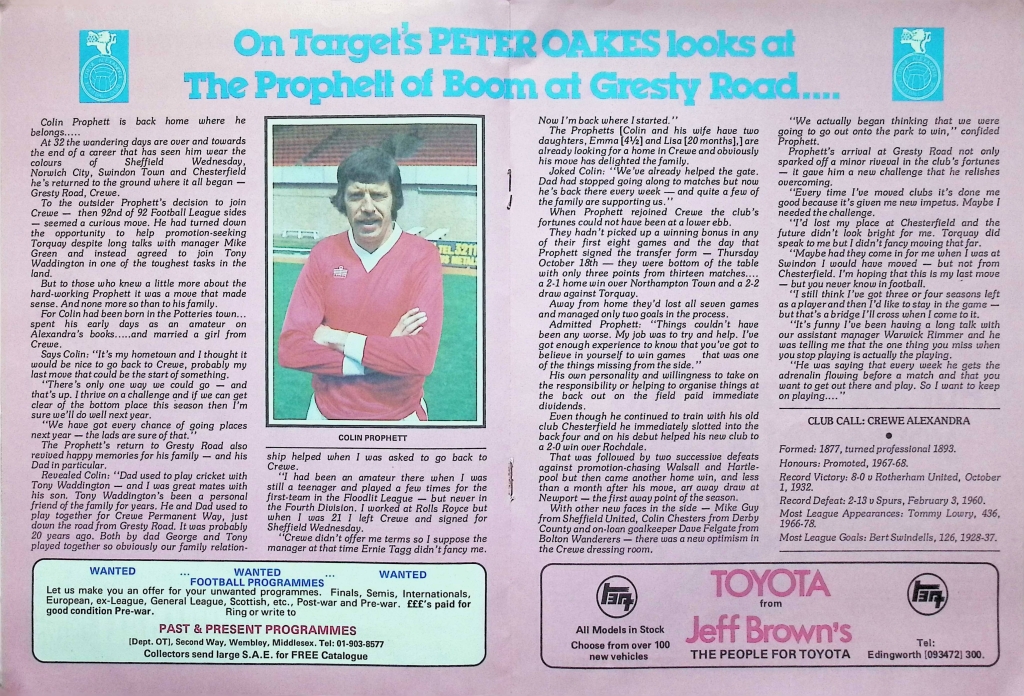 On Target's PETER OAKES looks at
The Prophett of Boom at Gresty Road....
Colin Prophett is back home where he
belongs.....
At 32 the wandering days are over and towards
the end of a career that has seen him wear the
colours of Sheffield Wednesday,
Norwich City, Swindon Town and Chesterfield
he's returned to the ground where it all began —
Gresty Road, Crewe.
To the outsider Prophett's decision to join
Crewe — then 92nd of 92 Football League sides
— seemed a curious move. He had turned down
the opportunity to help promotion-seeking
Torquay despite long talks with manager Mike
Green and instead agreed to join Tony
Waddington in one of the toughest tasks in the
land.
But to those who knew a little more about the
hard-working Prophett it was a move that made
sense. And none more so than to his family.
For Colin had been born in the Potteries town...
spent his early days as an amateur on
Alexandra's books.....and married a girl from
Crewe.
Says Colin: "It's my hometown and I thought it
would be nice to go back to Crewe, probably my
last move that could be the start of something.
"There's only one way we could go — and
that's up. I thrive on a challenge and if we can get
clear of the bottom place this season then I'm
sure we'll do well next year.
"We have got every chance of going places
next year — the lads are sure of that."
The Prophett's return to Gresty Road also
revived happy memories for his family — and his
Dad in particular.
Revealed Colin: "Dad used to play cricket with
Tony Waddington — and I was great mates with
his son. Tony Waddington's been a personal
friend of the family for years. He and Dad used to
play together for Crewe Permanent Way, just
down the road from Gresty Road. It was probably
20 years ago. Both by dad George and Tony
played together so obviously our family relation-
COLIN PROPHETT
ship helped when I was asked to go back to
Crewe.
"I had been an amateur there when I was
still a teenager and played a few times for the
first-team in the Floodlit League — but never in
the Fourth Division. I worked at Rolls Royce but
when I was 21 I left Crewe and signed for
Sheffield Wednesday.
"Crewe didn't offer me terms so I suppose the
manager at that time Ernie Tagg didn't fancy me.
Now I'm back where I started."
The Prophetts [Colin and his wife have two
daughters, Emma [4½] and Lisa [20 months],] are
already looking for a home in Crewe and obviously
his move has delighted the family.
Joked Colin: "We've already helped the gate.
Dad had stopped going along to matches but now
he's back there every week — and quite a few of
the family are supporting us."
When Prophett rejoined Crewe the club's
fortunes could not have been at a lower ebb.
They hadn't picked up a winning bonus in any
of their first eight games and the day that
Prophett signed the transfer form — Thursday
October 18th — they were bottom of the table
with only three points from thirteen matches....
a 2-1 home win over Northampton Town and a 2-2
draw against Torquay.
Away from home they'd lost all seven games
and managed only two goals in the process.
Admitted Prophett: "Things couldn't have
been any worse. My job was to try and help. I've
got enough experience to know that you've got to
believe in yourself to win games that was one
of the things missing from the side."
His own personality and willingness to take on
the responsibility or helping to organise things at
the back out on the field paid immediate
dividends.
Even though he continued to train with his old
club Chesterfield he immediately slotted into the
back four and on his debut helped his new club to
a 2-0 win over Rochdale.
That was followed by two successive defeats
against promotion-chasing Walsall and Hartle-
pool but then came another home win, and less
than a month after his move, an away draw at
Newport — the first away point of the season.
With other new faces in the side — Mike Guy
from Sheffield United, Colin Chesters from Derby
County and on-loan goalkeeper Dave Felgate from
Bolton Wanderers — there was a new optimism in
the Crewe dressing room.
"We actually began thinking that we were
going to go out onto the park to win," confided
Prophett.
Prophett's arrival at Gresty Road not only
sparked off a minor riveval in the club's fortunes
— it gave him a new challenge that he relishes
overcoming.
"Every time I've moved clubs it's done me
good because it's given me new impetus. Maybe I
needed the challenge.
"I'd lost my place at Chesterfield and the
future didn't look bright for me. Torquay did
speak to me but I didn't fancy moving that far.
"Maybe had they come in for me when I was at
Swindon I would have moved — but not from
Chesterfield. I'm hoping that this is my last move
— but you never know in football.
"I still think I've got three or four seasons left
as a player and then I'd like to stay in the game —
but that's a bridge I'll cross when I come to it.
"It's funny I've been having a long talk with
our assistant manager Warwick Rimmer and he
was telling me that the one thing you miss when
you stop playing is actually the playing.
"He was saying that every week he gets the
adrenalin flowing before a match and that you
want to get out there and play. So I want to keep
on playing...."
CLUB CALL: CREWE ALEXANDRA
Formed: 1877, turned professional 1893.
Honours: Promoted, 1967-68.
Record Victory: 8-0 v Rotherham United, October
1, 1932.
Record Defeat: 2-13 v Spurs, February 3, 1960.
Most League Appearances: Tommy Lowry, 436,
1966-78.
Most League Goals: Bert Swindells, 126, 1928-37.
WANTED ... WANTED ... WANTED
FOOTBALL PROGRAMMES
Let us make you an offer for your unwanted programmes. Finals, Semis, Internationals,
European, ex-League, General League, Scottish, etc., Post-war and Pre-war. £££'s paid for
good condition Pre-war. Ring or write to
PAST & PRESENT PROGRAMMES
[Dept. OT], Second Way, Wembley, Middlesex. Tel: 01-903-8577
Collectors send large S.A.E. for FREE Catalogue
All Models in Stock
Choose from over 100
new vehicles
TOYOTA
from
Jeff Brown's
THE PEOPLE FOR TOYOTA
Tel:
Edingworth [093472] 300.